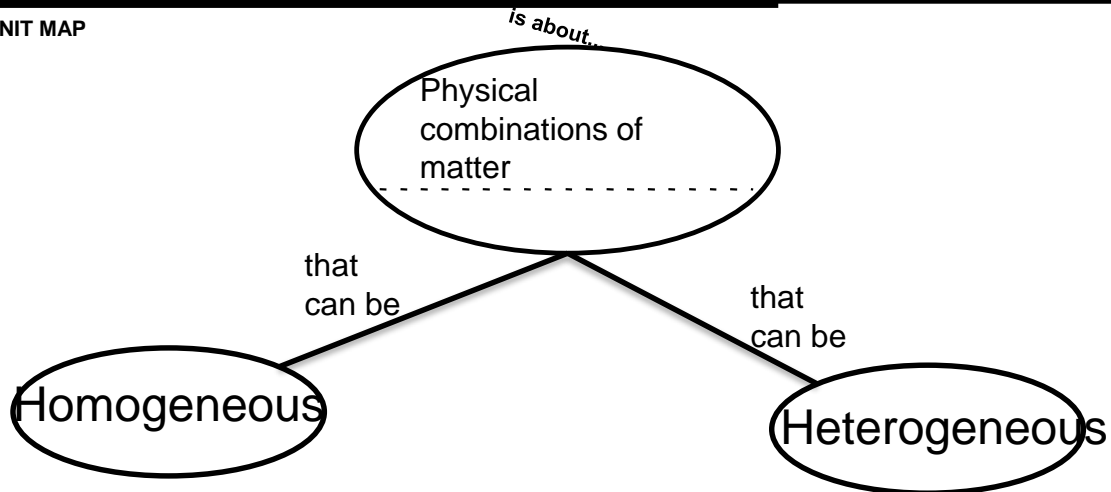 NIT MAP
is about...
Physical
combinations of
matter
that
can be
that
can be
Homogeneous
Heterogeneous